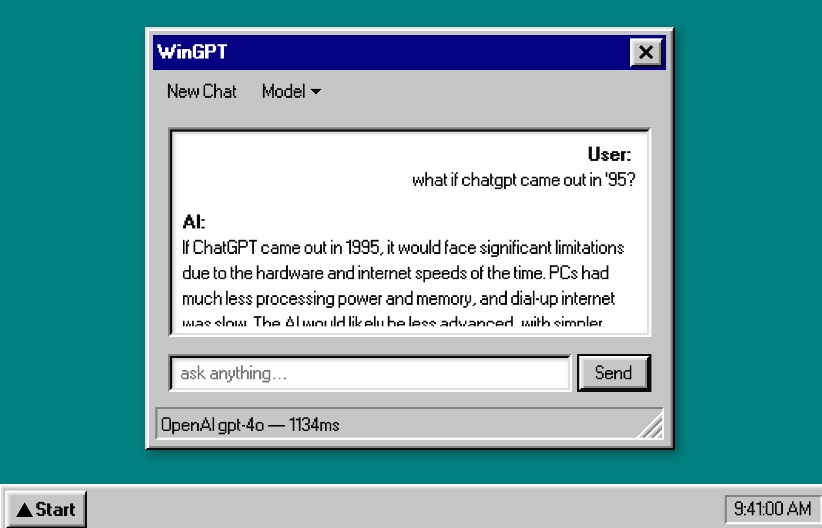 WinGPT
New Chat Model
User:
what if chatgpt came out in '95?
AI:
If ChatGPT came out in 1995, it would face significant limitations
due to the hardware and internet speeds of the time. PCs had
much less processing power and memory, and dial-up internet
was slow. The AI would likely be less advanced, with simpler
ask anything... Send
OpenAI gpt-4o — 1134ms
Start 9:41:00 AM